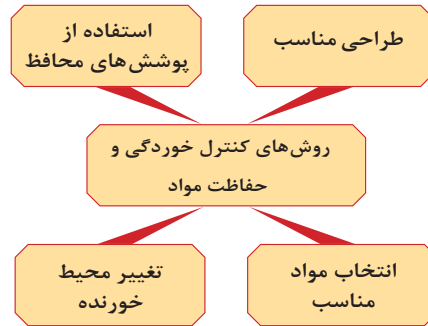 طراحی مناسب
استفاده از
پوشش‌های محافظ
روش‌های کنترل خوردگی و
حفاظت مواد
انتخاب مواد
مناسب
تغییر محیط
خورنده